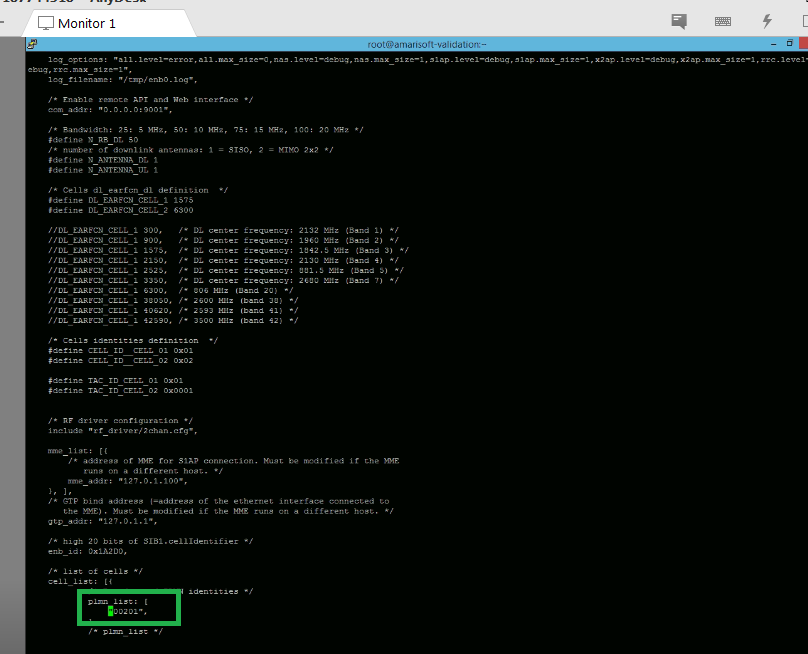 Monitor 1
root@amarisoft-validation:~
log_options: "all.level=error,all.max_size=0,nas.level=debug,nas.max_size=1,s1ap.level=debug,s1ap.max_size=1,x2ap.level=debug,x2ap.max_size=1,rrc.level=
ebug,rrc.max_size=1",
log_filename: "/tmp/enb0.log",
/* Enable remote API and Web interface */
com_addr: "0.0.0.0:9001",
/* Bandwidth: 25: 5 MHz, 50: 10 MHz, 75: 15 MHz, 100: 20 MHz */
#define N_RB_DL 50
/* number of downlink antennas: 1 = SISO, 2 = MIMO 2x2 */
#define N_ANTENNA_DL 1
#define N_ANTENNA_UL 1
/* Cells dl_earfcn_dl definition */
#define DL_EARFCN_CELL_1 1575
#define DL_EARFCN_CELL_2 6300
//DL_EARFCN_CELL_1 300, /* DL center frequency: 2132 MHz (Band 1) */
//DL_EARFCN_CELL_1 900, /* DL center frequency: 1960 MHz (Band 2) */
//DL_EARFCN_CELL_1 1575, /* DL center frequency: 1842.5 MHz (Band 3) */
//DL_EARFCN_CELL_1 2150, /* DL center frequency: 2130 MHz (Band 4) */
//DL_EARFCN_CELL_1 2525, /* DL center frequency: 881.5 MHz (Band 5) */
//DL_EARFCN_CELL_1 3350, /* DL center frequency: 2680 MHz (Band 7) */
//DL_EARFCN_CELL_1 6300, /* 806 MHz (Band 20) */
//DL_EARFCN_CELL_1 38050, /* 2600 MHz (band 38) */
//DL_EARFCN_CELL_1 40620, /* 2593 MHz (band 41) */
//DL_EARFCN_CELL_1 42590, /* 3500 MHz (band 42) */
/* Cells identities definition */
#define CELL_ID__CELL_01 0x01
#define CELL_ID__CELL_02 0x02
#define TAC_ID_CELL_01 0x01
#define TAC_ID_CELL_02 0x0001
/* RF driver configuration */
include "rf_driver/2chan.cfg",
mme_list: [{
/* address of MME for S1AP connection. Must be modified if the MME
runs on a different host. */
mme_addr: "127.0.1.100",
}, ],
/* GTP bind address (=address of the ethernet interface connected to
the MME). Must be modified if the MME runs on a different host. */
gtp_addr: "127.0.1.1",
/* high 20 bits of SIB1.cellIdentifier */
enb_id: 0x1A2D0,
/* list of cells */
cell_list: [{
identities */
plmn_list: [
"00201",
/* plmn_list */